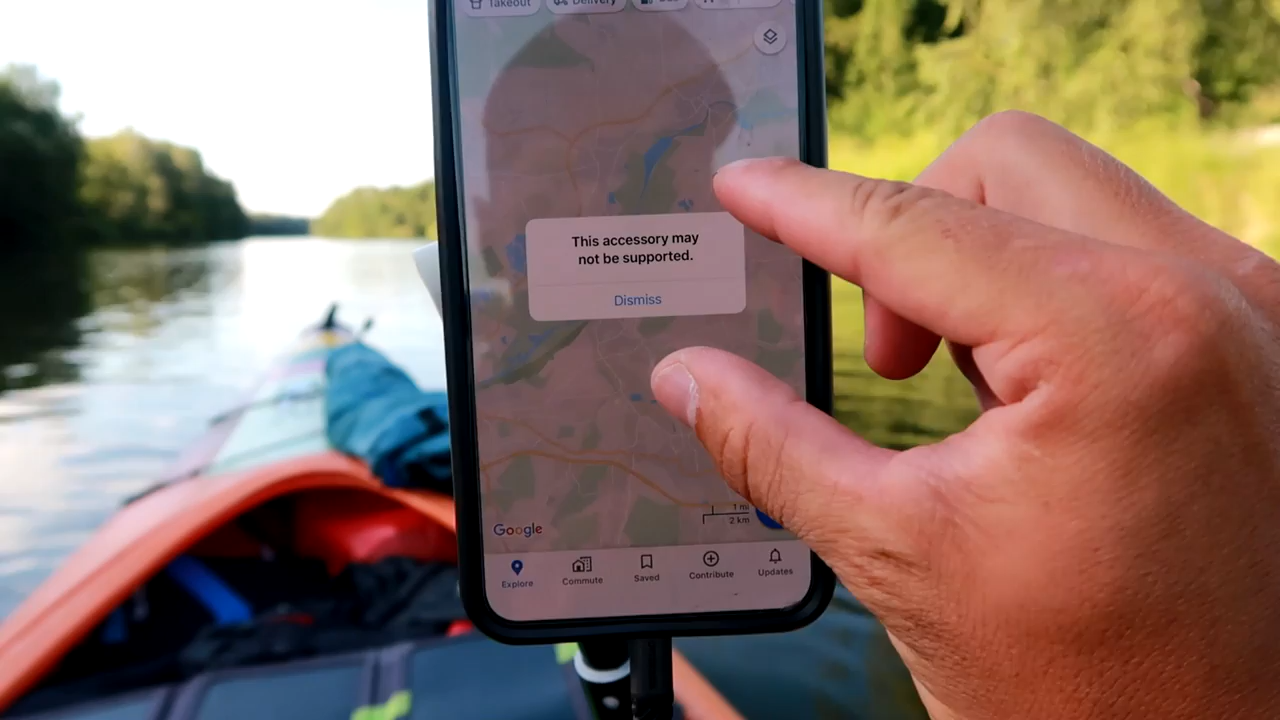 Takeout
Delivery
This accessory may
not be supported.
Dismiss
1 mi
2 km
Google
Explore
Commute
Saved
Contribute
Updates